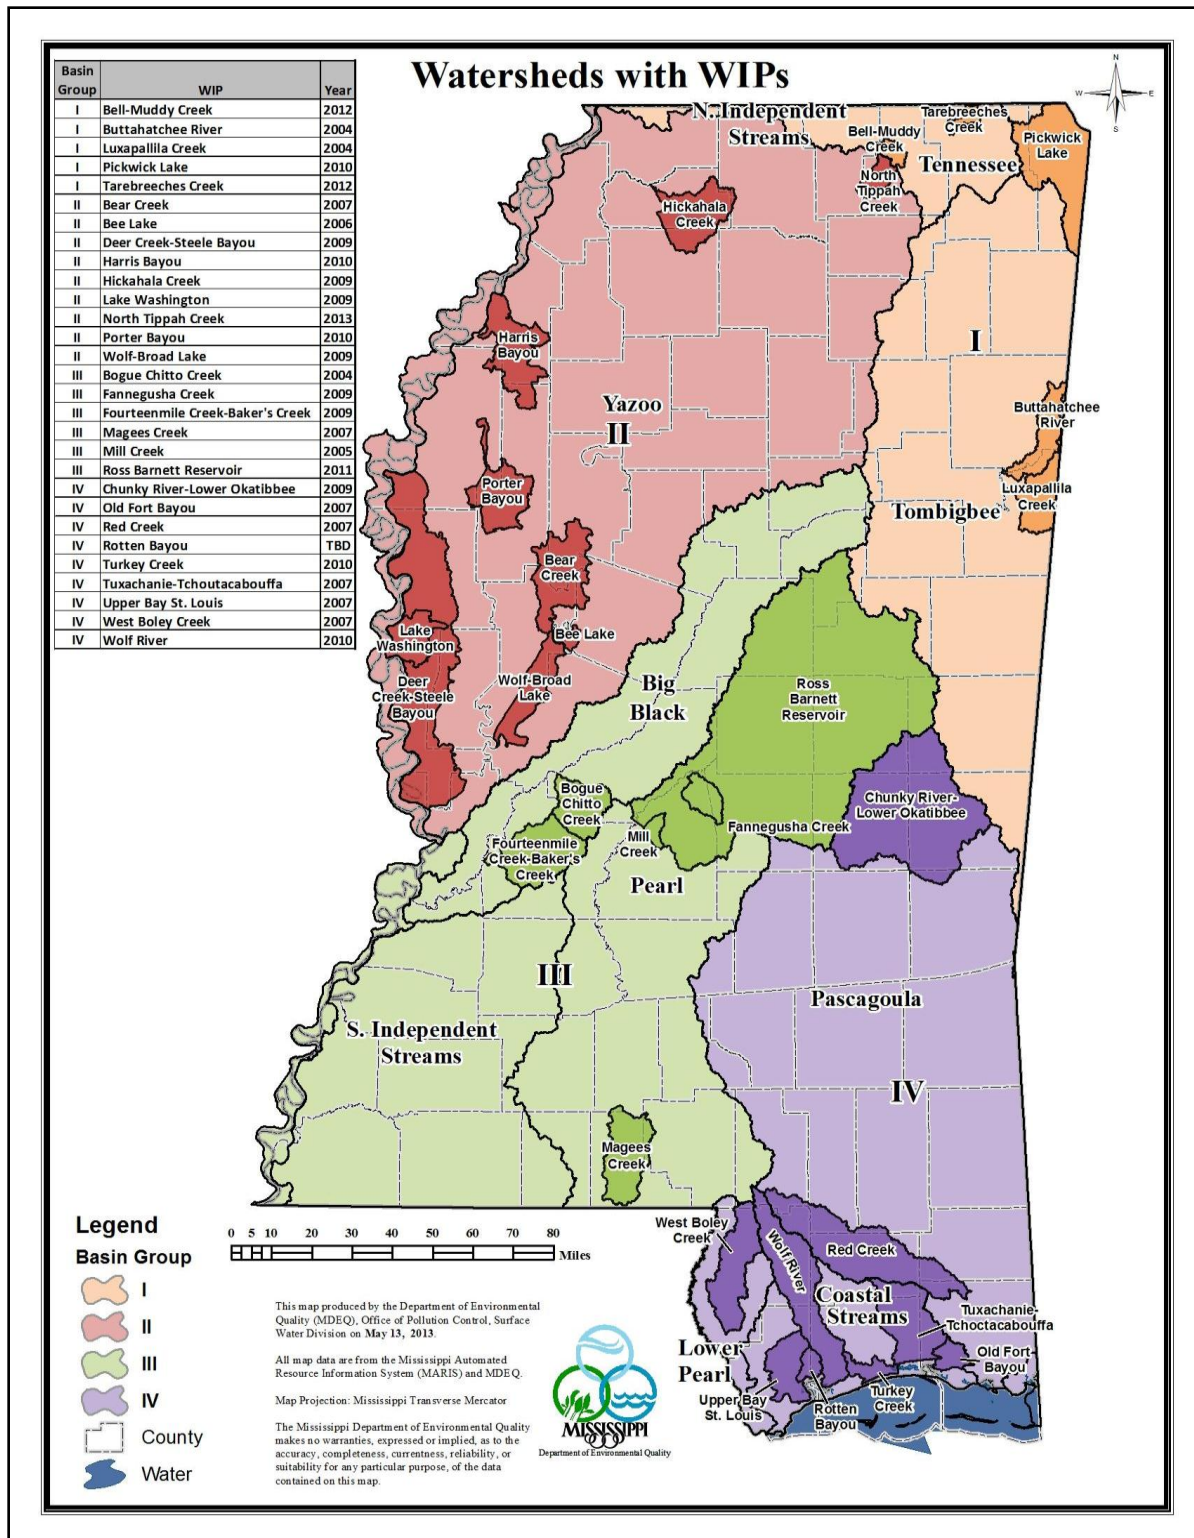 Watersheds with WIPs
Basin Group WIP Year
I Bell-Muddy Creek 2012
I Buttahatchee River 2004
I Luxapallila Creek 2004
I Pickwick Lake 2010
I Tarebreeches Creek 2012
II Bear Creek 2007
II Bee Lake 2006
II Deer Creek-Steele Bayou 2009
II Harris Bayou 2010
II Hickahala Creek 2009
II Lake Washington 2009
II North Tippah Creek 2013
II Porter Bayou 2010
II Wolf-Broad Lake 2009
III Bogue Chitto Creek 2004
III Fannegusha Creek 2009
III Fourteenmile Creek-Baker's Creek 2009
III Magees Creek 2007
III Mill Creek 2005
III Ross Barnett Reservoir 2011
IV Chunky River-Lower Okatibbee 2009
IV Old Fort Bayou 2007
IV Red Creek 2007
IV Rotten Bayou TBD
IV Turkey Creek 2010
IV Tuxachanie-Tchoutacabouffa 2007
IV Upper Bay St. Louis 2007
IV West Boley Creek 2007
IV Wolf River 2010
N
W E
S
N. Independent
Streams
Tarebreeches
Creek
Bell-Muddy
Creek
Pickwick
Lake
Tennessee
North
Tippah
Creek
Hickahala
Creek
Harris
Bayou
I
Yazoo
II
Buttahatchee
River
Porter
Bayou
Luxapallila
Creek
Tombigbee
Bear
Creek
Bee Lake
Lake
Washington
Wolf-Broad
Lake
Deer
Creek-Steele
Bayou
Big
Black
Ross
Barnett
Reservoir
Bogue
Chitto
Creek
Chunky River-
Lower Okatibbee
Fannegusha Creek
Mill
Creek
Fourteenmile
Creek-Baker's
Creek
Pearl
III
Pascagoula
S. Independent
Streams
IV
Magees
Creek
West Boley
Creek
Wolf River
Red Creek
Coastal
Streams
Tuxachanie-
Tchoctacabouffa
Lower
Pearl
Old Fort-
Bayou
Upper Bay
St. Louis
Rotten
Bayou
Turkey
Creek
Legend
Basin Group
I
II
III
IV
County
Water
0 5 10 20 30 40 50 60 70 80
Miles
This map produced by the Department of Environmental
Quality (MDEQ), Office of Pollution Control, Surface
Water Division on May 13, 2013.
All map data are from the Mississippi Automated
Resource Information System (MARIS) and MDEQ.
Map Projection: Mississippi Transverse Mercator
The Mississippi Department of Environmental Quality
makes no warranties, expressed or implied, as to the
accuracy, completeness, currentness, reliability, or
suitability for any particular purpose, of the data
contained on this map.
MISSISSIPPI
Department of Environmental Quality